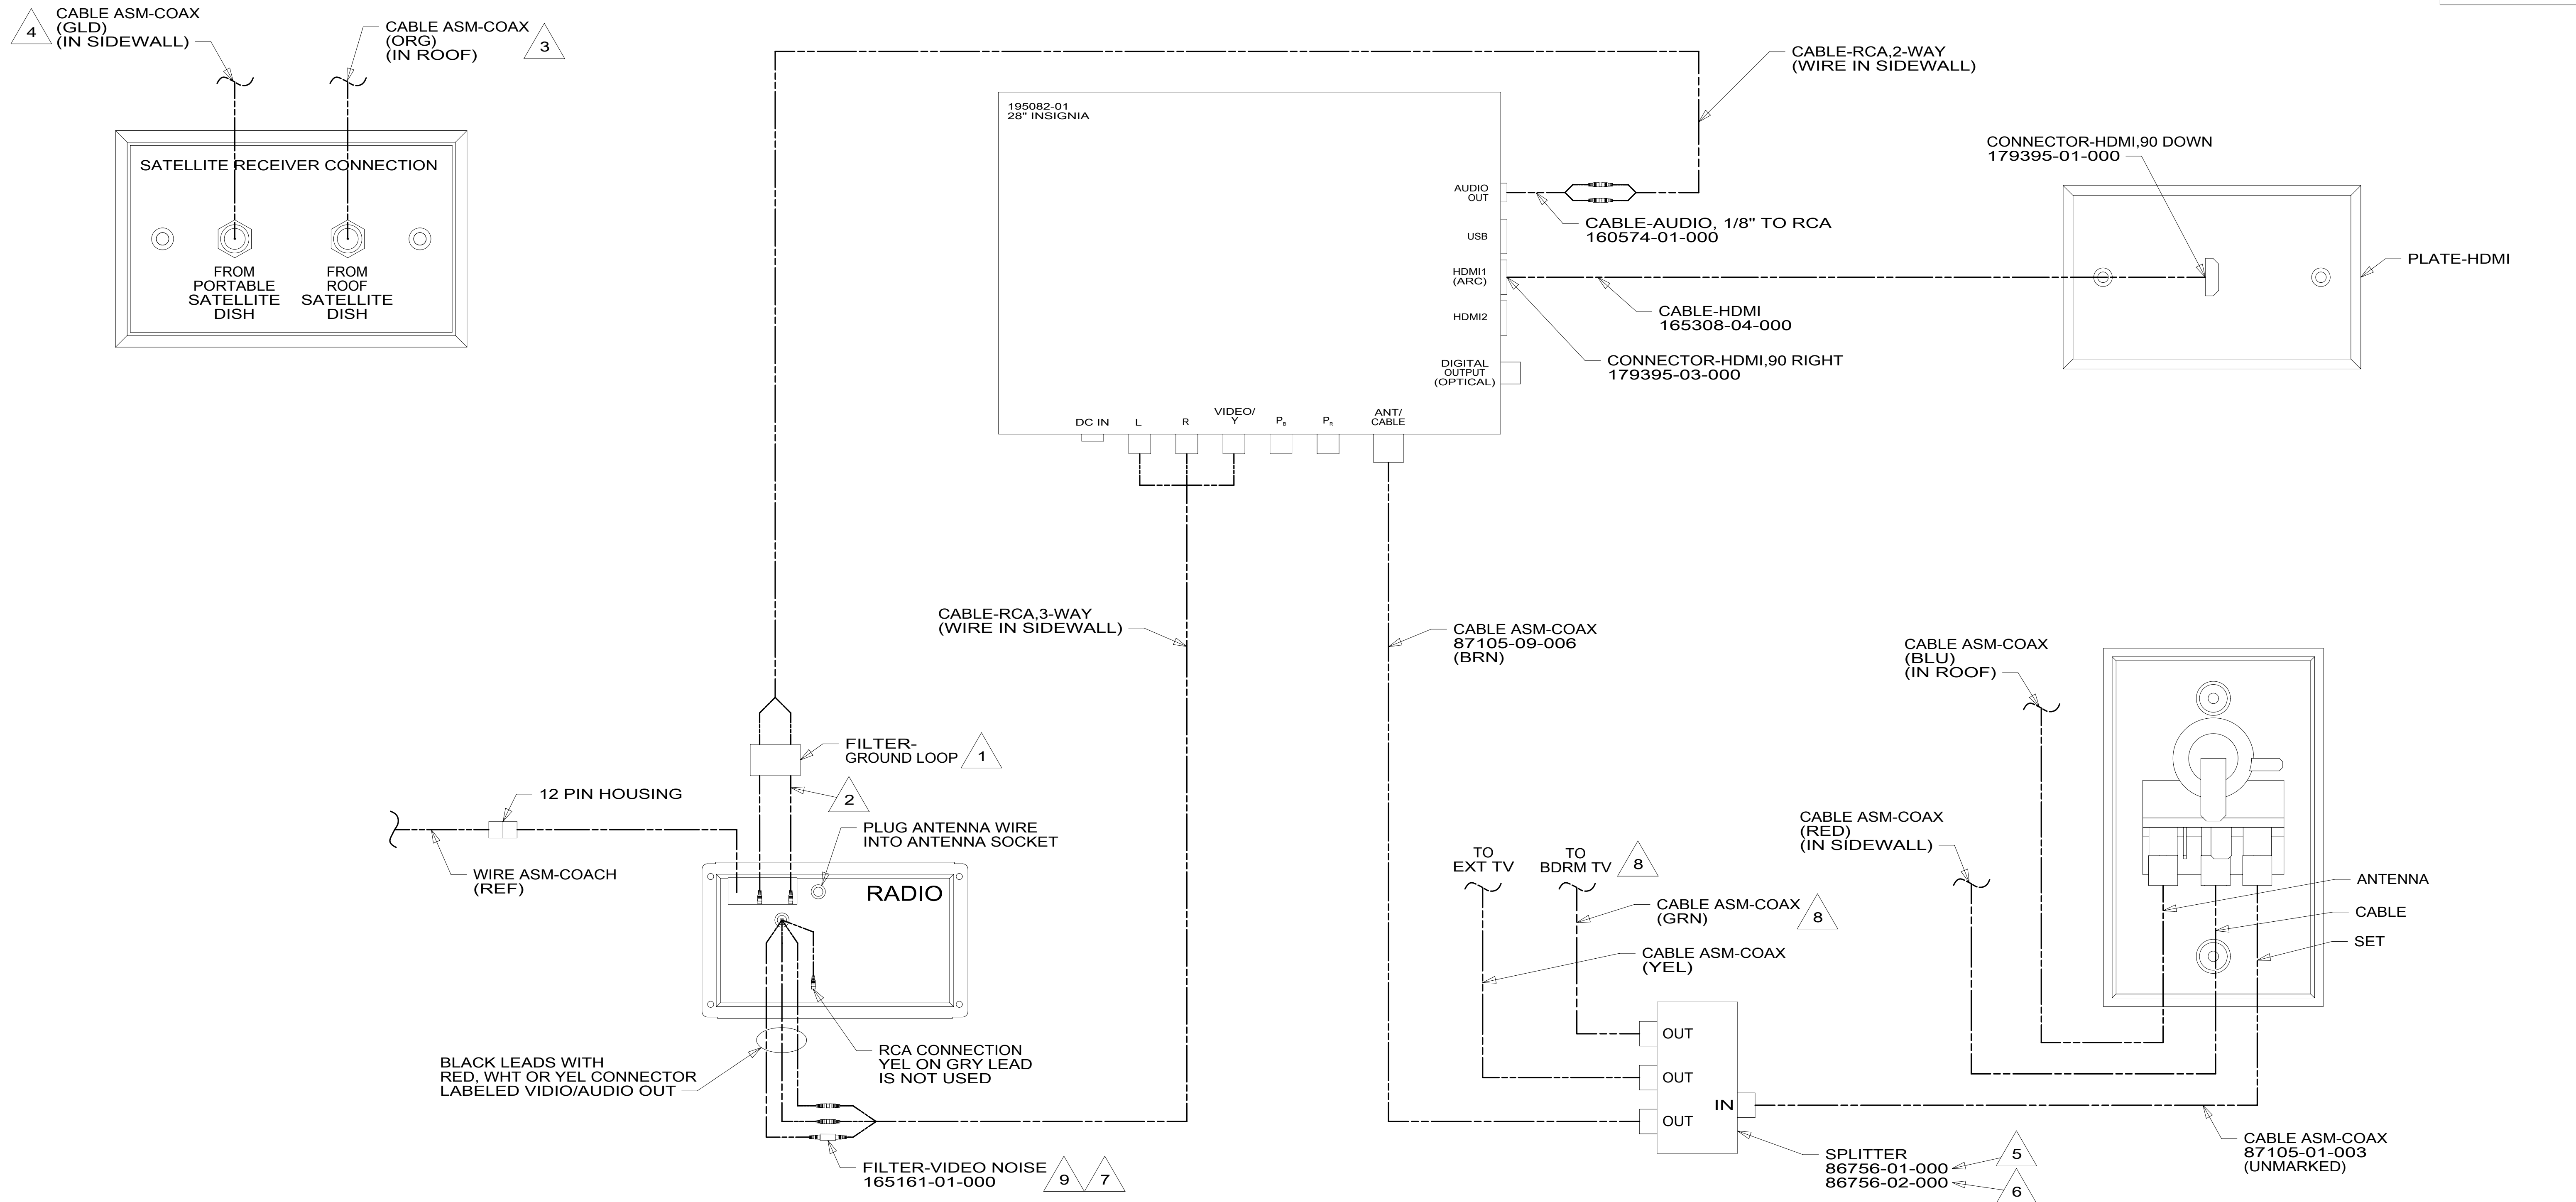 4
CABLE ASM-COAX
(GLD)
(IN SIDEWALL)
CABLE ASM-COAX
(ORG)
(IN ROOF)
3
SATELLITE RECEIVER CONNECTION
FROM
PORTABLE
SATELLITE
DISH
FROM
ROOF
SATELLITE
DISH
195082-01
28" INSIGNIA
AUDIO
OUT
USB
HDMI1
(ARC)
HDMI2
DIGITAL
OUTPUT
(OPTICAL)
DC IN
L
R
VIDEO/
Y
PB
PR
ANT/
CABLE
CABLE-RCA,2-WAY
(WIRE IN SIDEWALL)
CABLE-AUDIO, 1/8" TO RCA
160574-01-000
CONNECTOR-HDMI,90 DOWN
179395-01-000
PLATE-HDMI
CABLE-HDMI
165308-04-000
CONNECTOR-HDMI,90 RIGHT
179395-03-000
CABLE-RCA,3-WAY
(WIRE IN SIDEWALL)
CABLE ASM-COAX
87105-09-006
(BRN)
CABLE ASM-COAX
(BLU)
(IN ROOF)
FILTER-
GROUND LOOP
1
2
12 PIN HOUSING
PLUG ANTENNA WIRE
INTO ANTENNA SOCKET
WIRE ASM-COACH
(REF)
RADIO
CABLE ASM-COAX
(RED)
(IN SIDEWALL)
TO
EXT TV
TO
BDRM TV
8
CABLE ASM-COAX
(GRN)
8
CABLE ASM-COAX
(YEL)
ANTENNA
CABLE
SET
BLACK LEADS WITH
RED, WHT OR YEL CONNECTOR
LABELED VIDIO/AUDIO OUT
RCA CONNECTION
YEL ON GRY LEAD
IS NOT USED
OUT
OUT
OUT
IN
FILTER-VIDEO NOISE
165161-01-000
9
7
SPLITTER
86756-01-000
86756-02-000
5
6
CABLE ASM-COAX
87105-01-003
(UNMARKED)